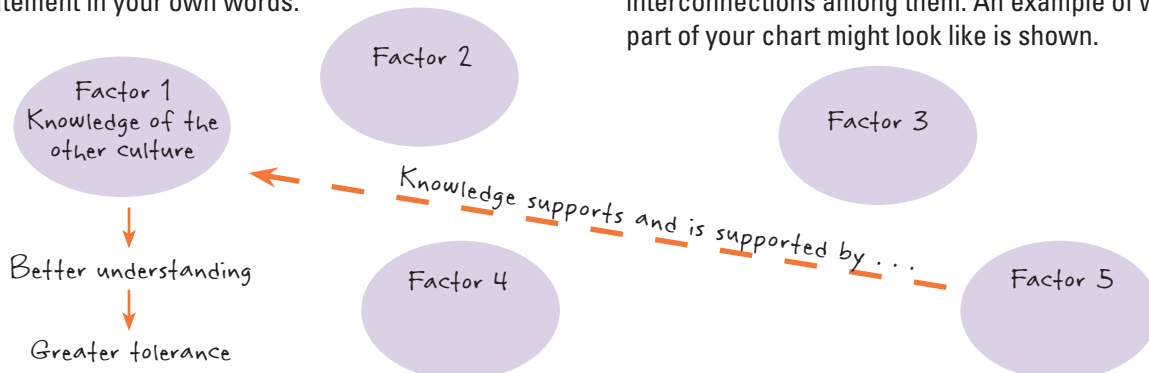 statement in your own words.
interconnections among them. An example of w
part of your chart might look like is shown.
Factor 1
Knowledge of the
other culture
Better understanding
Greater tolerance
Factor 2
Factor 3
Knowledge supports and is supported by . . .
Factor 4
Factor 5